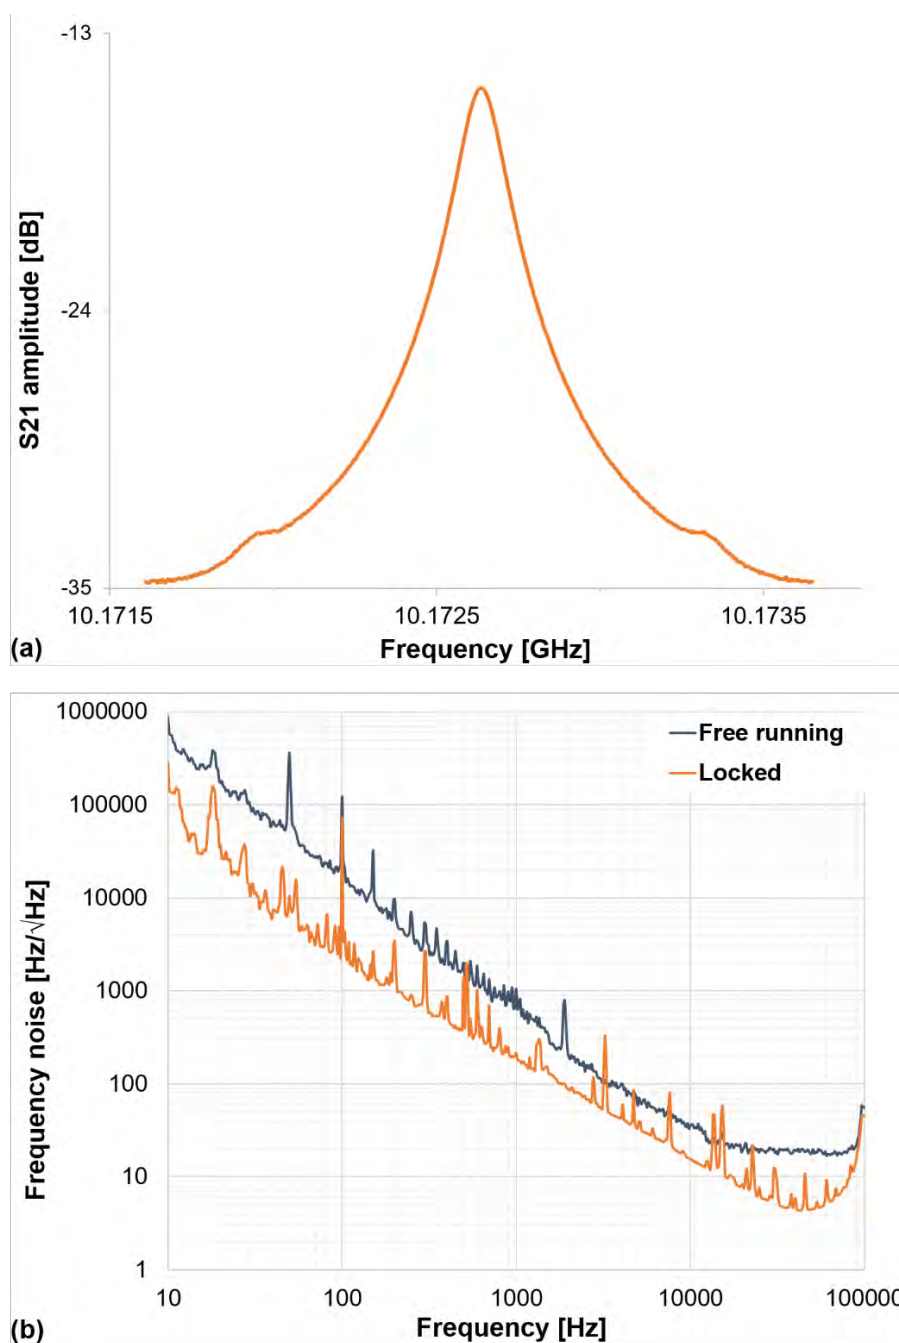 -13
-24
-35
S21 amplitude [dB]
10.1715
10.1725
10.1735
Frequency [GHz]
(a)
1000000
100000
10000
1000
100
10
1
Frequency noise [Hz/√Hz]
Free running
Locked
10
100
1000
10000
100000
Frequency [Hz]
(b)